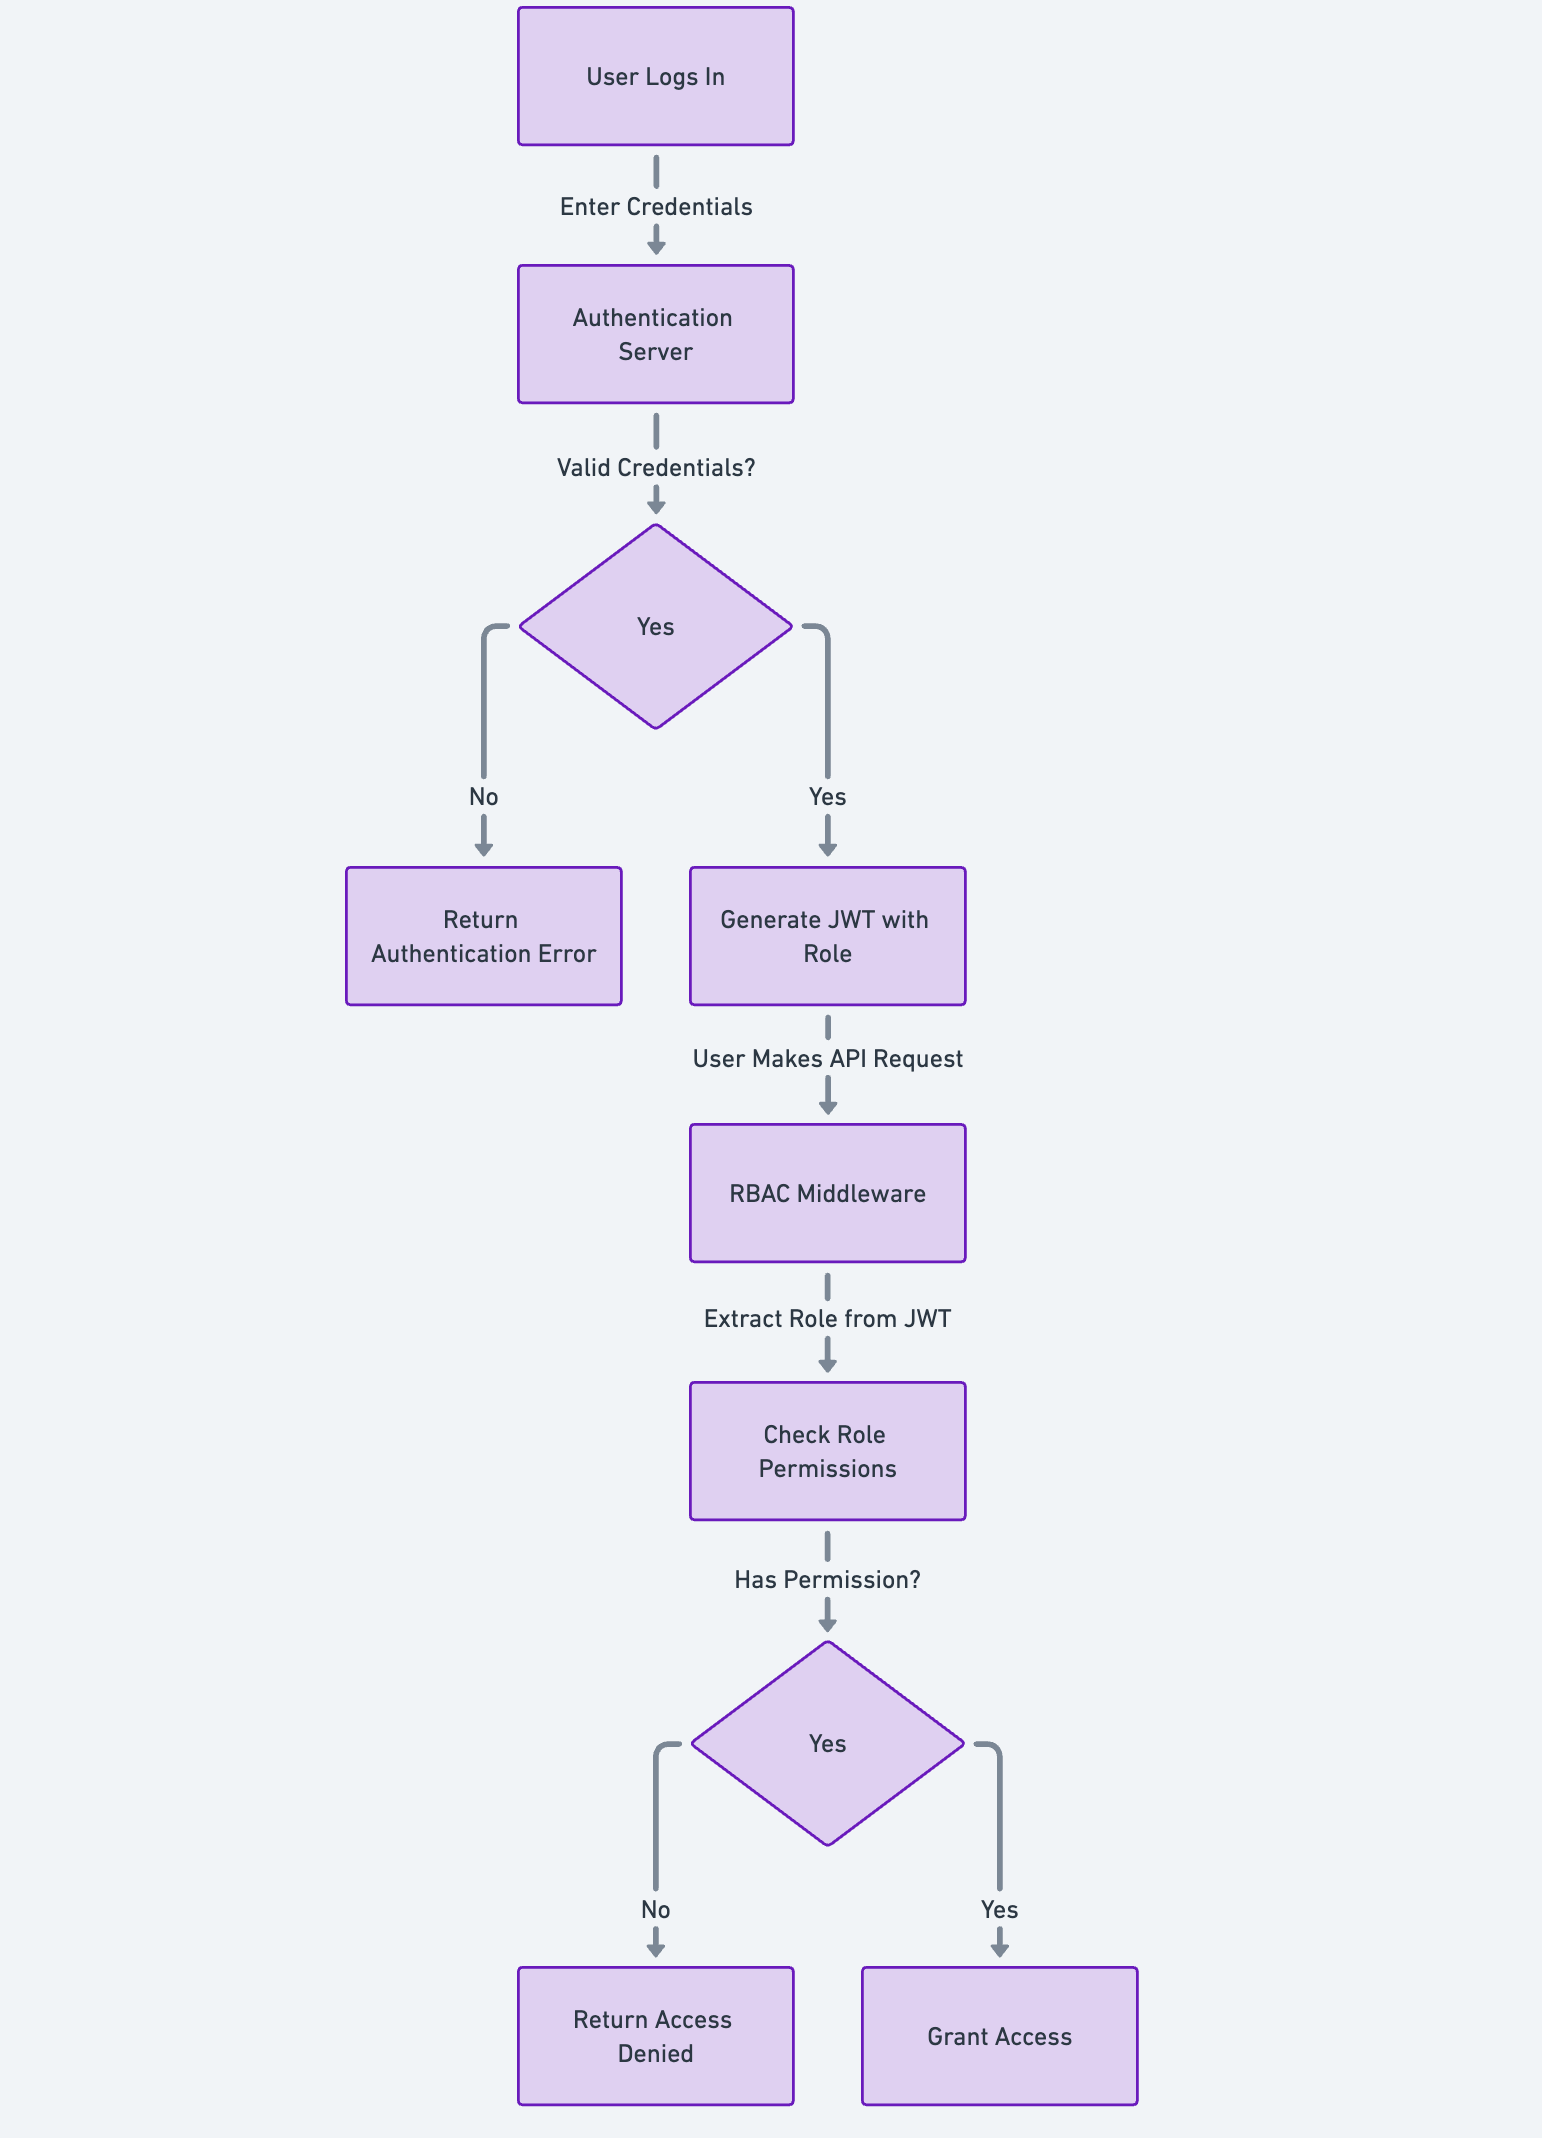 User Logs In
Enter Credentials
Authentication
Server
Valid Credentials?
Yes
No
Yes
Return
Authentication Error
Generate JWT with
Role
User Makes API Request
RBAC Middleware
Extract Role from JWT
Check Role
Permissions
Has Permission?
Yes
No
Yes
Return Access
Denied
Grant Access